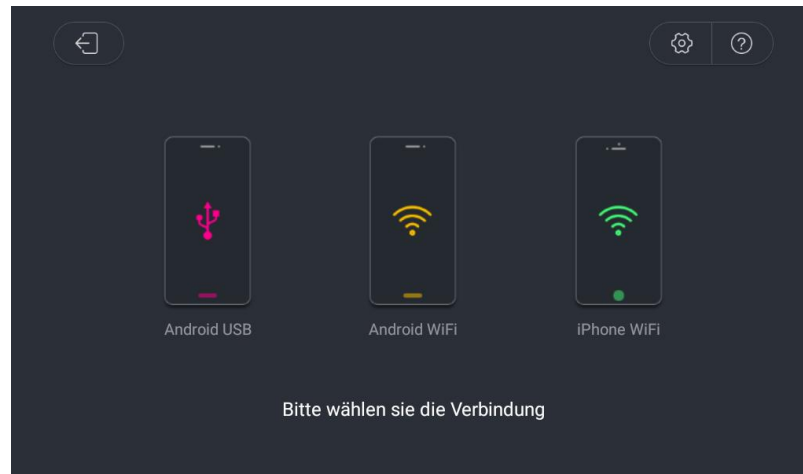 Android USB
Android WiFi
iPhone WiFi
Bitte wählen sie die Verbindung